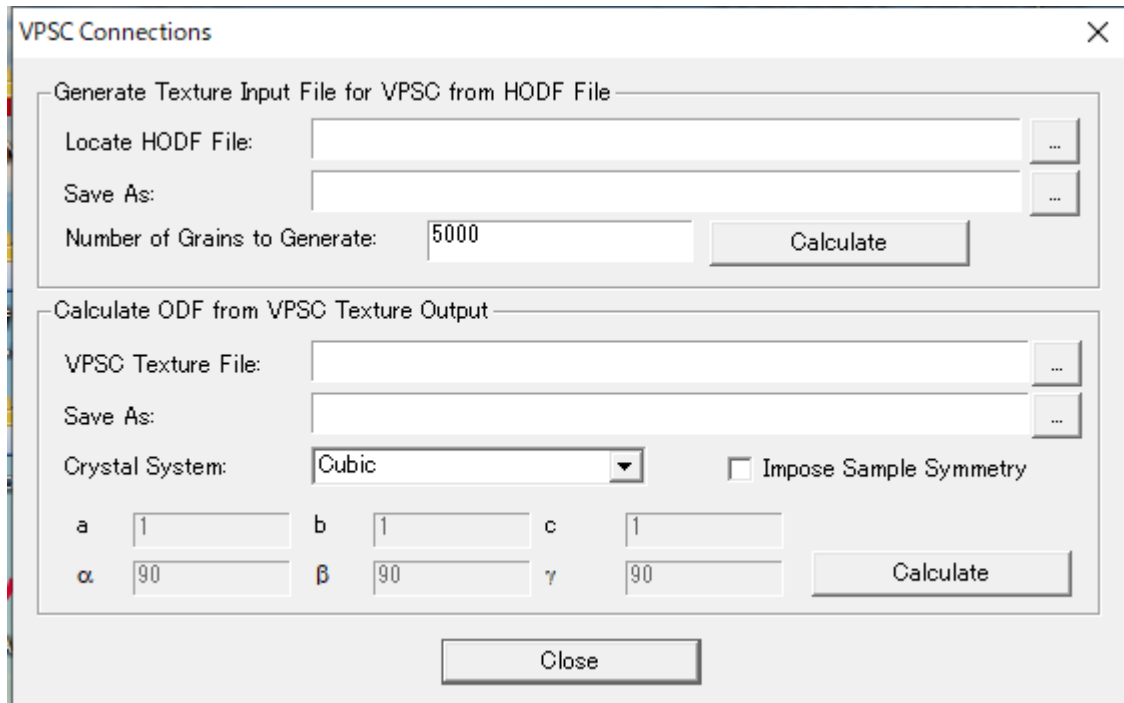 VPSC Connections
Generate Texture Input File for VPSC from HODF File
Locate HODF File: ...
Save As: ...
Number of Grains to Generate: 5000 Calculate
Calculate ODF from VPSC Texture Output
VPSC Texture File: ...
Save As: ...
Crystal System: Cubic Impose Sample Symmetry
a 1 b 1 c 1
α 90 β 90 γ 90 Calculate
Close